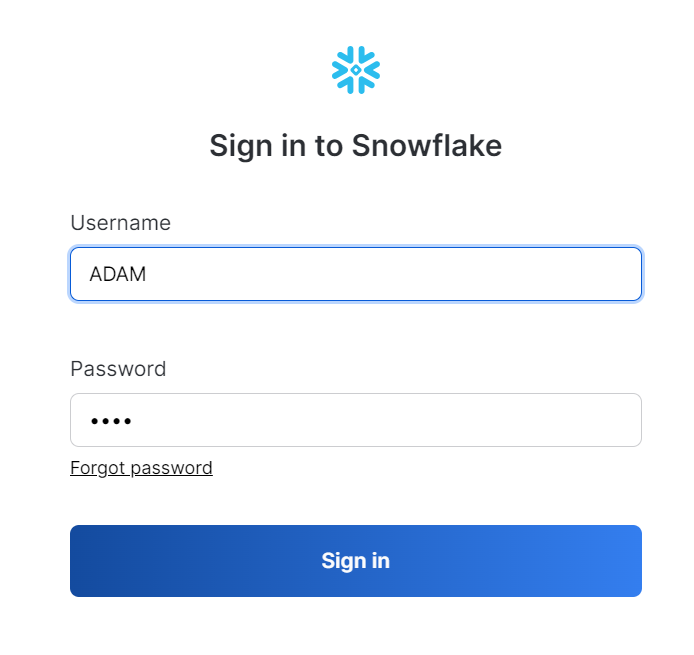 Sign in to Snowflake
Username
ADAM
Password
••••
Forgot password
Sign in